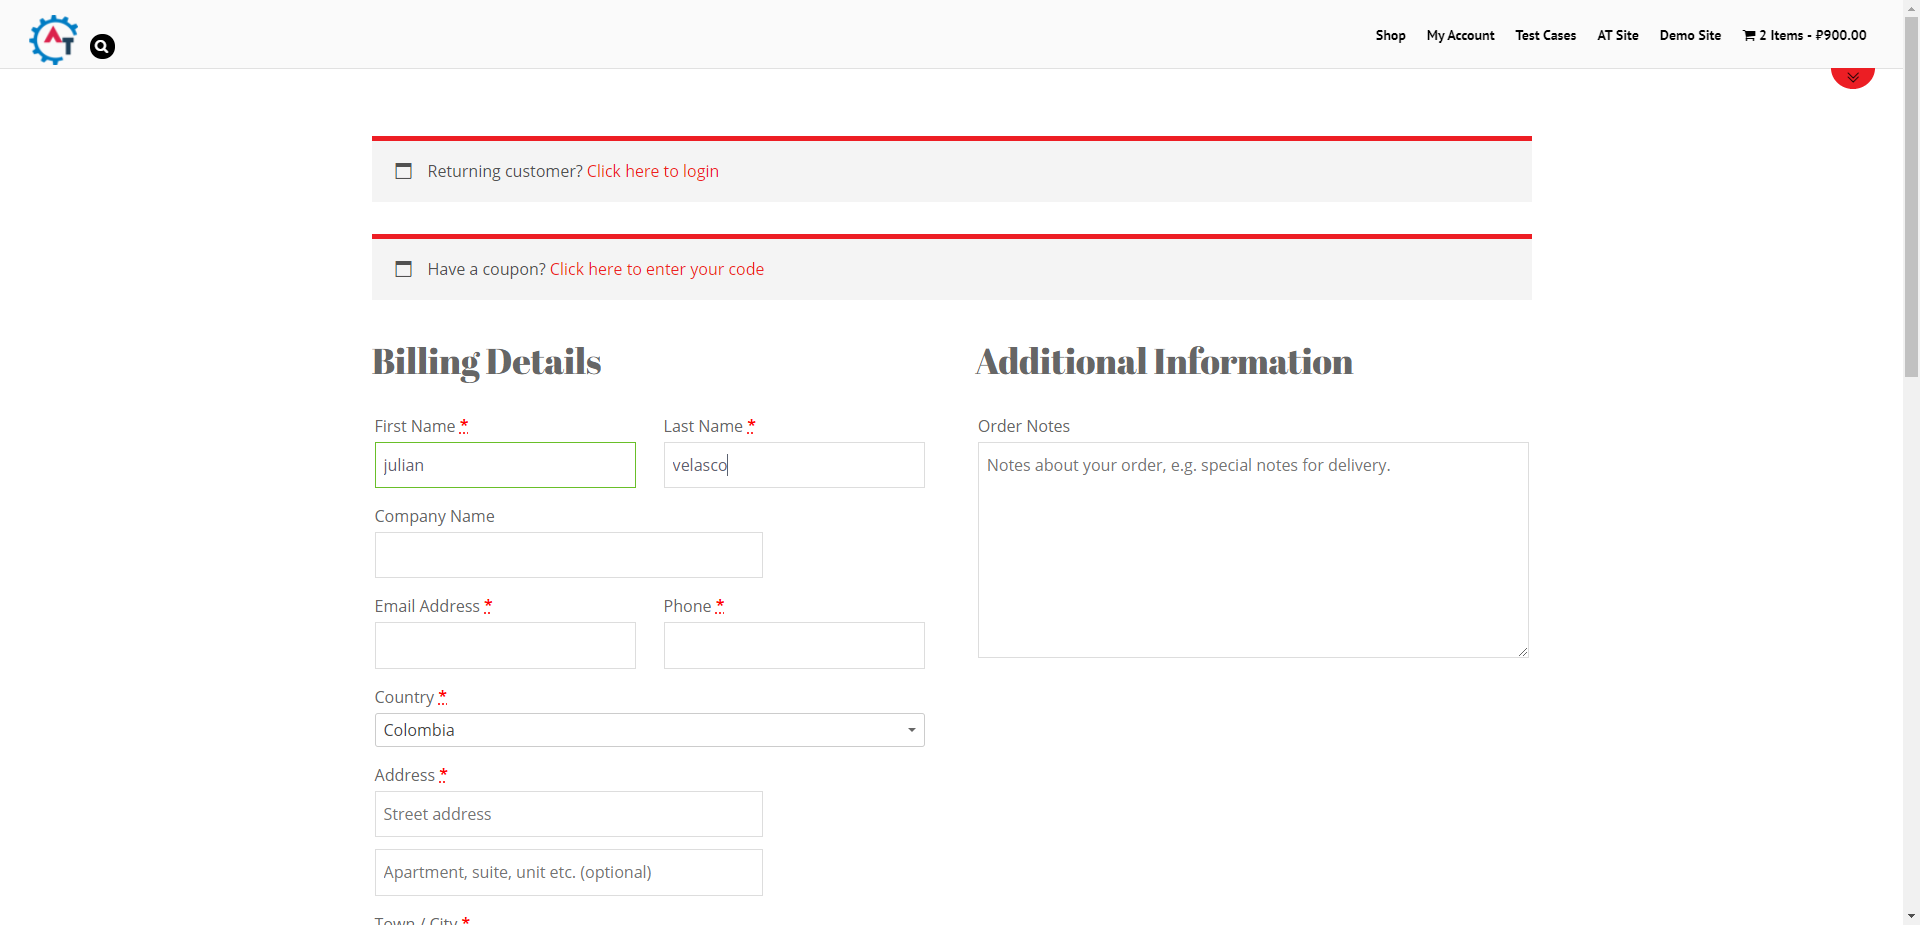 AT
Shop My Account Test Cases AT Site Demo Site 2 Items - ₽900.00
Returning customer? Click here to login
Have a coupon? Click here to enter your code
Billing Details
First Name * Last Name *
julian velasco
Company Name
Email Address * Phone *
Country *
Colombia
Address *
Street address
Apartment, suite, unit etc. (optional)
Town / City *
Additional Information
Order Notes
Notes about your order, e.g. special notes for delivery.